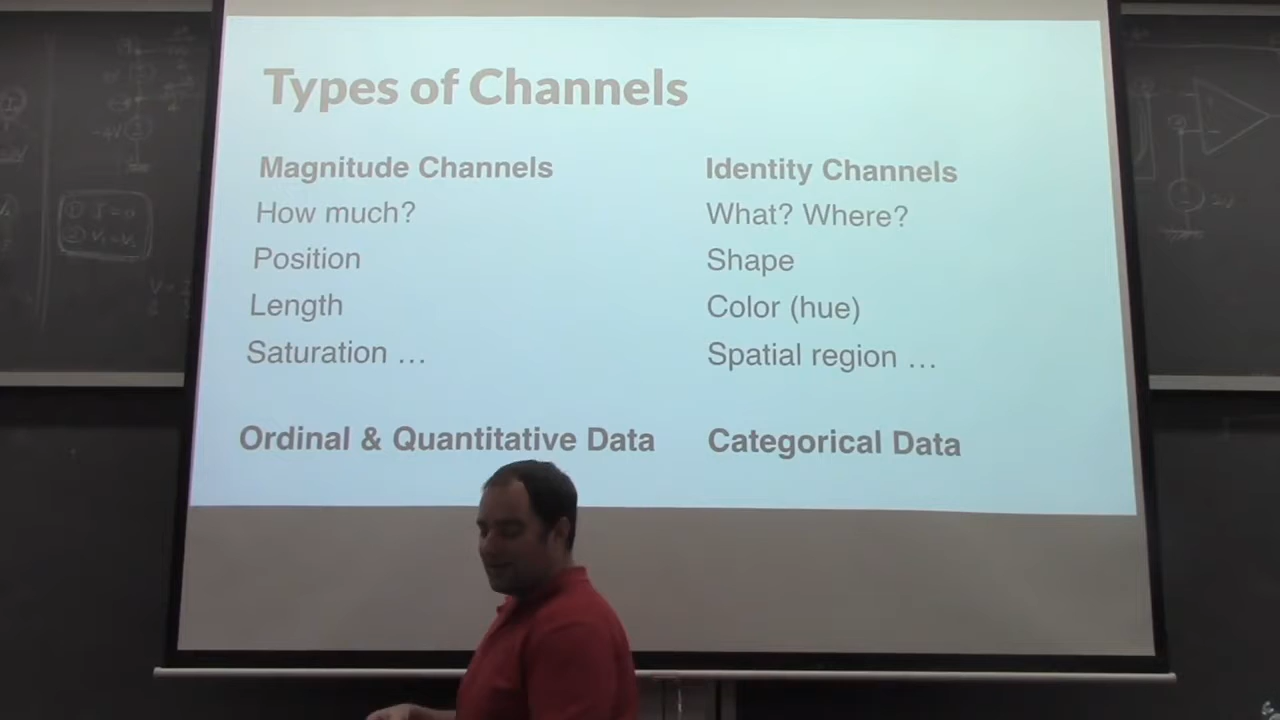 Types of Channels
Magnitude Channels
How much?
Position
Length
Saturation …
Ordinal & Quantitative Data
Identity Channels
What? Where?
Shape
Color (hue)
Spatial region …
Categorical Data